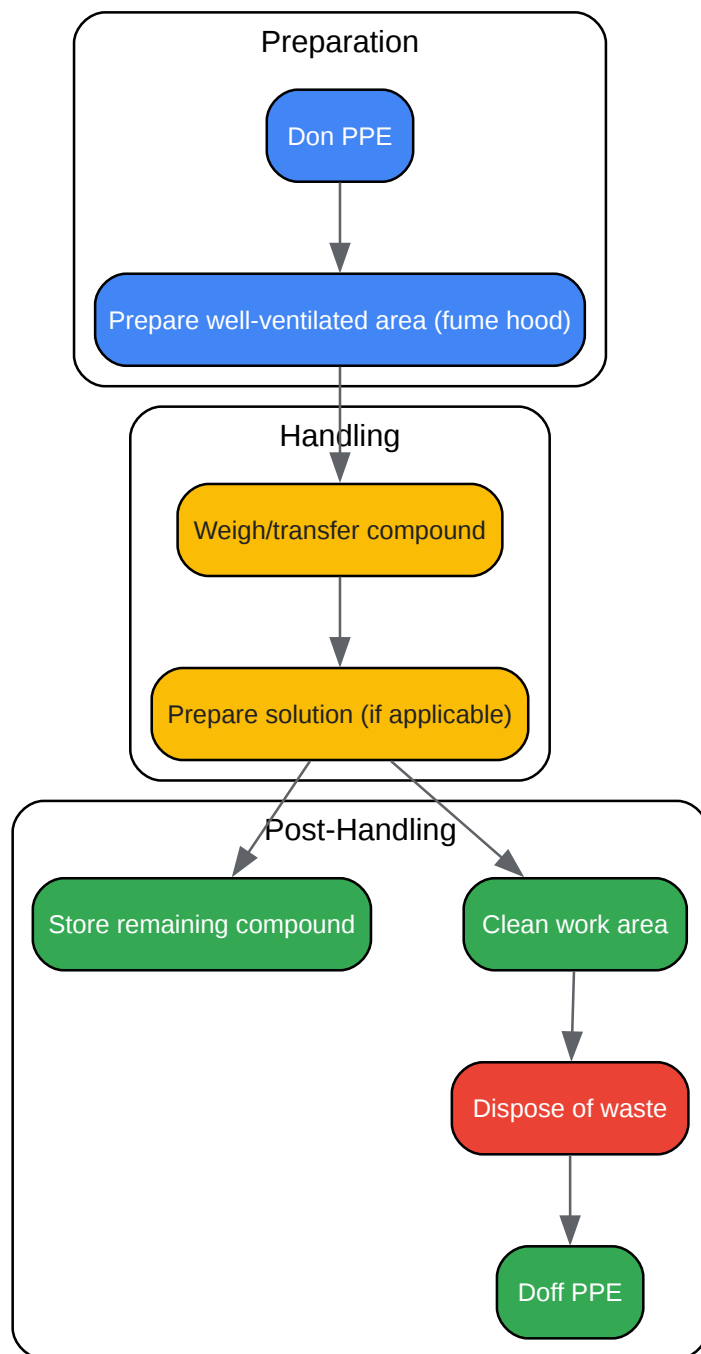 Preparation
Don PPE
Prepare well-ventilated area (fume hood)
Handling
Weigh/transfer compound
Prepare solution (if applicable)
Post-Handling
Store remaining compound
Clean work area
Dispose of waste
Doff PPE